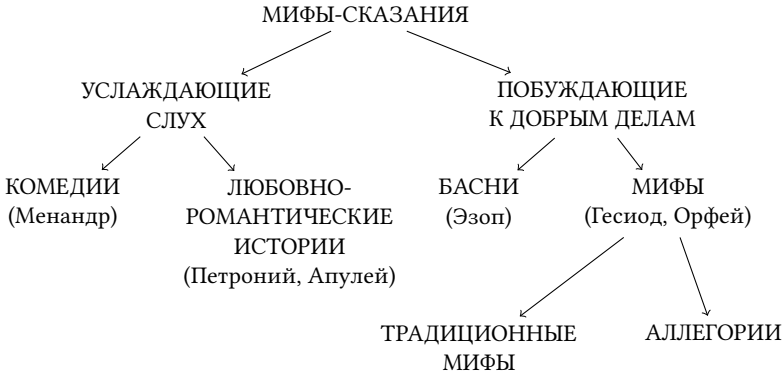 МИФЫ-СКАЗАНИЯ
УСЛАЖДАЮЩИЕ
СЛУХ
ПОБУЖДАЮЩИЕ
К ДОБРЫМ ДЕЛАМ
КОМЕДИИ
(Менандр)
ЛЮБОВНО-
РОМАНТИЧЕСКИЕ
ИСТОРИИ
(Петроний, Апулей)
БАСНИ
(Эзоп)
МИФЫ
(Гесиод, Орфей)
ТРАДИЦИОННЫЕ
МИФЫ
АЛЛЕГОРИИ